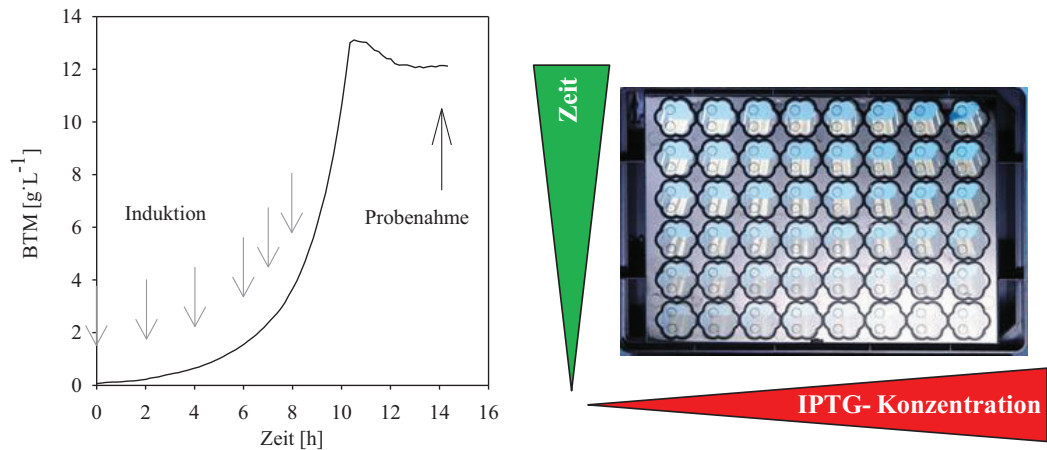 14
12
10
8
6
4
2
0
BTM [g·L⁻¹]
Induktion
Probenahme
0 2 4 6 8 10 12 14 16
Zeit [h]
Zeit
IPTG- Konzentration